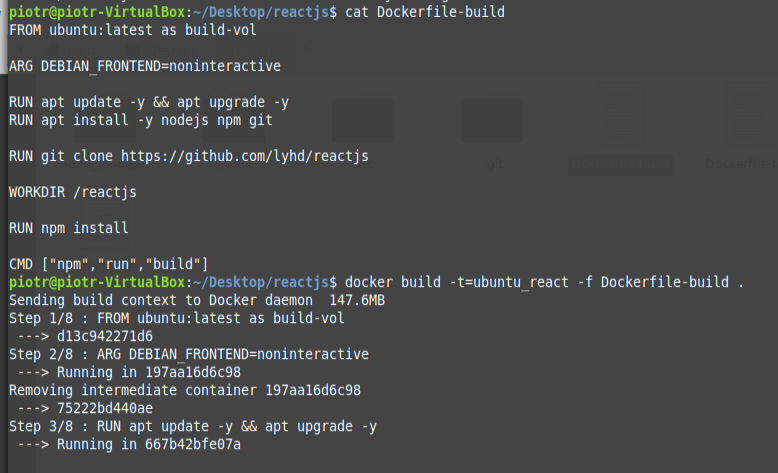 piotr@piotr-VirtualBox:~/Desktop/reactjs$ cat Dockerfile-build
FROM ubuntu:latest as build-vol
ARG DEBIAN_FRONTEND=noninteractive
RUN apt update -y && apt upgrade -y
RUN apt install -y nodejs npm git
RUN git clone https://github.com/lyhd/reactjs
WORKDIR /reactjs
RUN npm install
CMD ["npm","run","build"]
piotr@piotr-VirtualBox:~/Desktop/reactjs$ docker build -t=ubuntu_react -f Dockerfile-build .
Sending build context to Docker daemon  147.6MB
Step 1/8 : FROM ubuntu:latest as build-vol
 ---> d13c942271d6
Step 2/8 : ARG DEBIAN_FRONTEND=noninteractive
 ---> Running in 197aa16d6c98
Removing intermediate container 197aa16d6c98
 ---> 75222bd440ae
Step 3/8 : RUN apt update -y && apt upgrade -y
 ---> Running in 667b42bfe07a